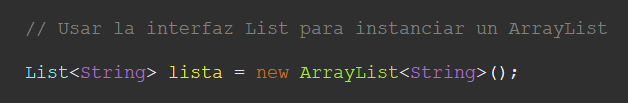 // Usar la interfaz List para instanciar un ArrayList
List<String> lista = new ArrayList<String>();